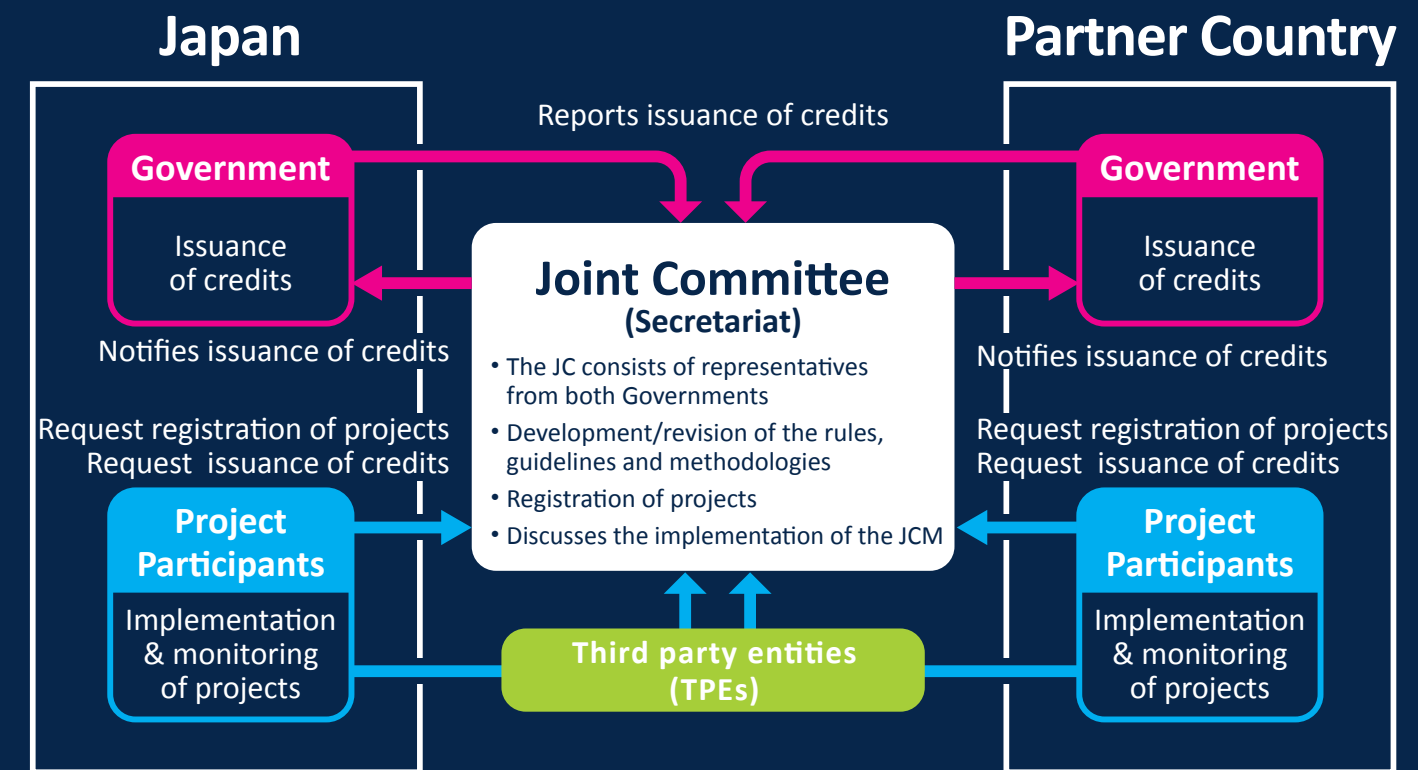 Japan
Partner Country
Reports issuance of credits
Government
Issuance
of credits
Notifies issuance of credits
Request registration of projects
Request issuance of credits
Project
Participants
Implementation
& monitoring
of projects
Joint Committee
(Secretariat)
• The JC consists of representatives
from both Governments
• Development/revision of the rules,
guidelines and methodologies
• Registration of projects
• Discusses the implementation of the JCM
Third party entities
(TPEs)
Government
Issuance
of credits
Notifies issuance of credits
Request registration of projects
Request issuance of credits
Project
Participants
Implementation
& monitoring
of projects